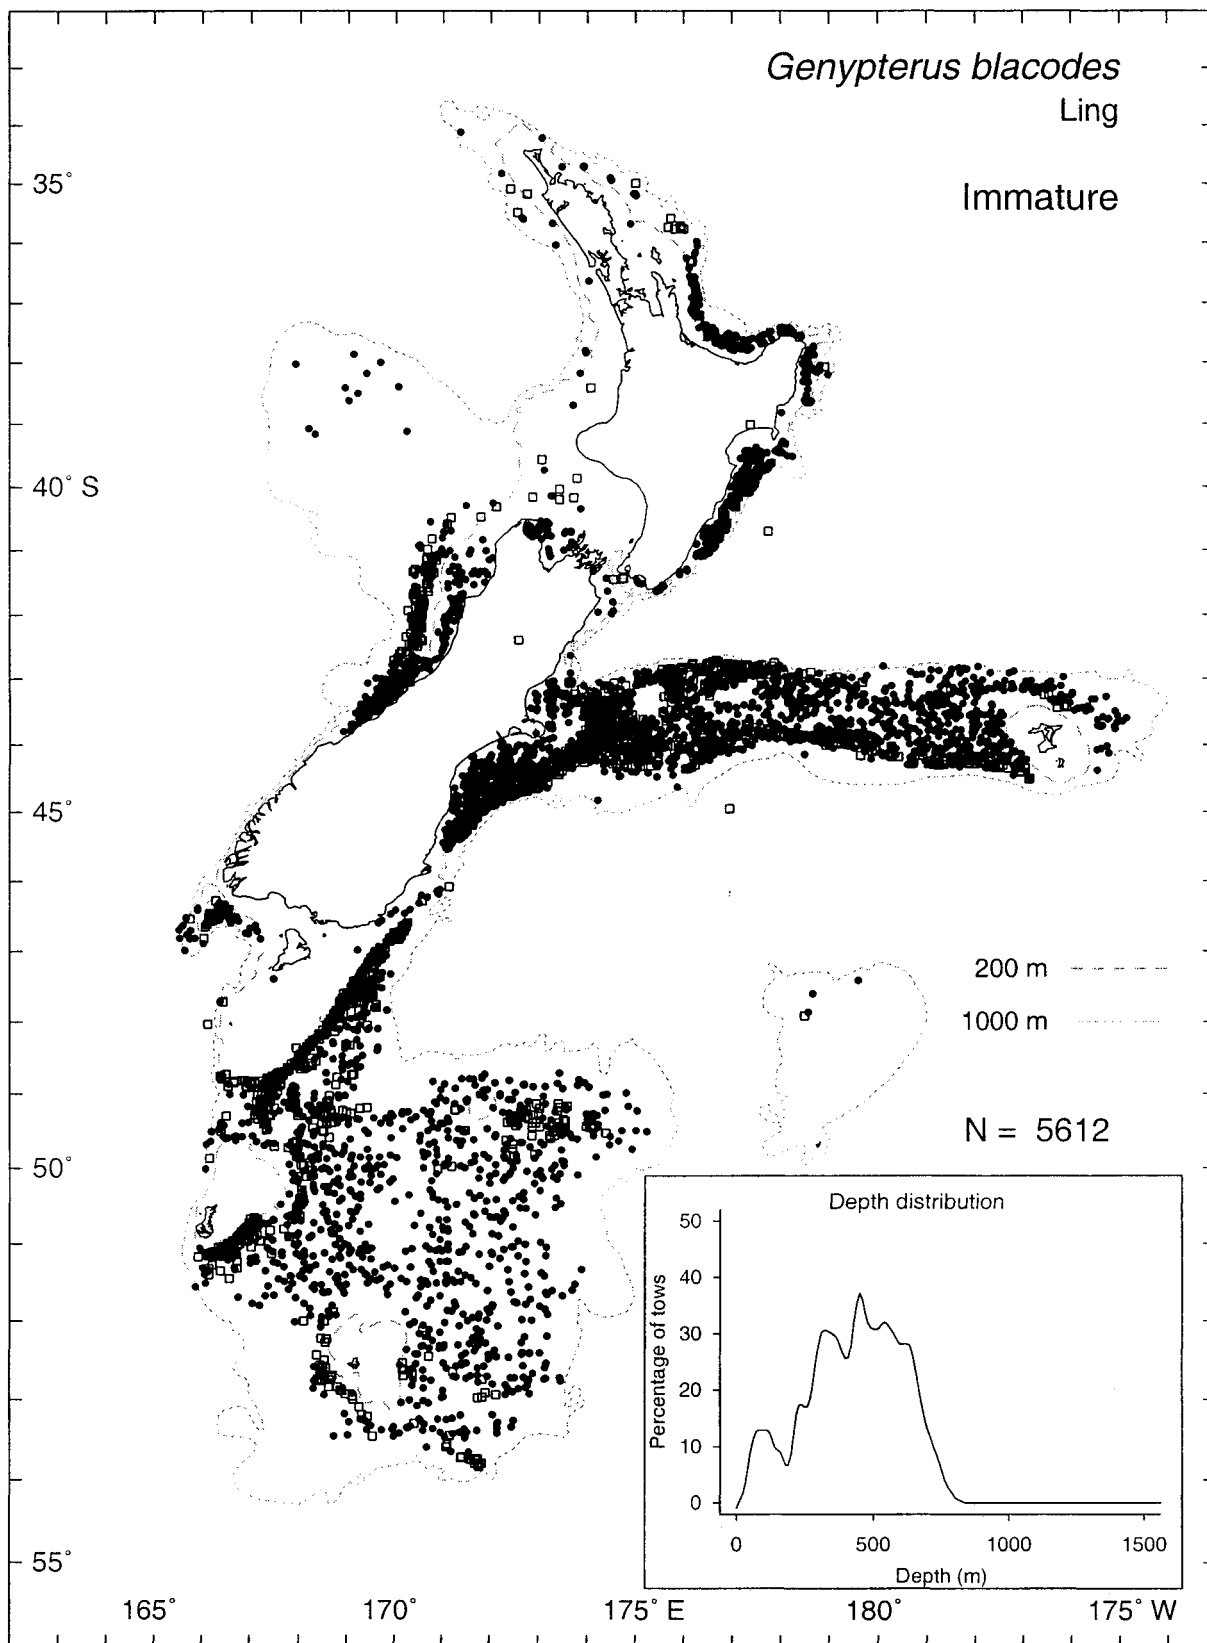 Genypterus blacodes
Ling
Immature
35°
40° S
45°
200 m
1000 m
N = 5612
50°
Depth distribution
50
40
30
20
10
0
Percentage of tows
0 500 1000 1500
Depth (m)
55°
165° 170° 175° E 180° 175° W